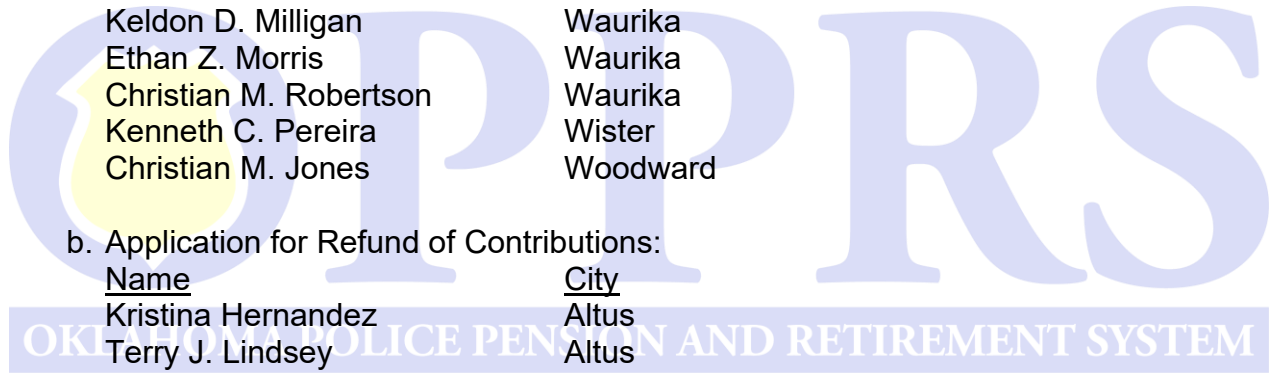 Keldon D. Milligan Waurika
Ethan Z. Morris Waurika
Christian M. Robertson Waurika
Kenneth C. Pereira Wister
Christian M. Jones Woodward
b. Application for Refund of Contributions:
Name City
Kristina Hernandez Altus
Terry J. Lindsey Altus
OPPRS
OKLAHOMA POLICE PENSION AND RETIREMENT SYSTEM